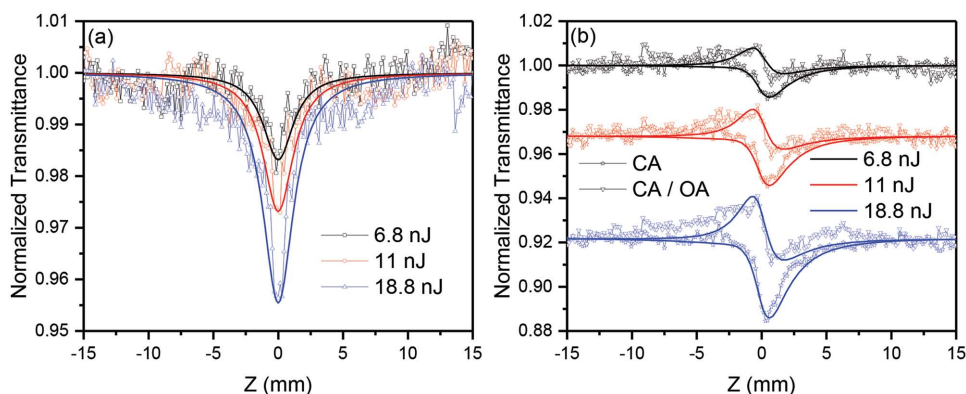 (a)
1.01
1.00
0.99
0.98
0.97
0.96
0.95
Normalized Transmittance
6.8 nJ
11 nJ
18.8 nJ
-15 -10 -5 0 5 10 15
Z (mm)
(b)
1.02
1.00
0.98
0.96
0.94
0.92
0.90
0.88
Normalized Transmittance
CA
CA / OA
6.8 nJ
11 nJ
18.8 nJ
-15 -10 -5 0 5 10 15
Z (mm)